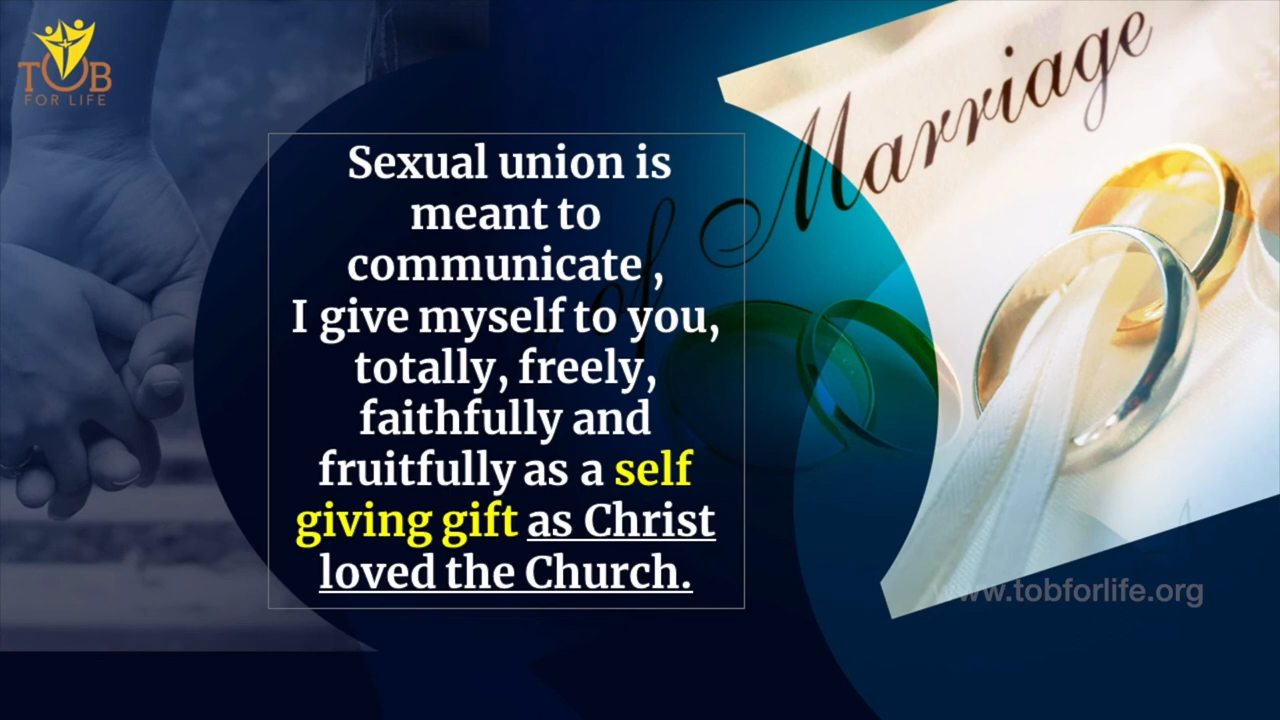 TOB
FOR LIFE
of Marriage
Sexual union is
meant to
communicate ,
I give myself to you,
totally, freely,
faithfully and
fruitfully as a self
giving gift as Christ
loved the Church.
www.tobforlife.org